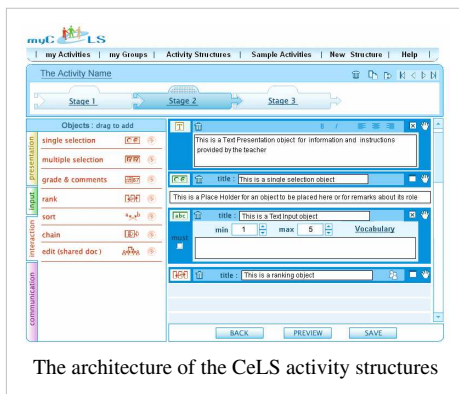 myCeLS
my Activities | my Groups | Activity Structures | Sample Activities | New Structure | Help
The Activity Name
Stage 1 Stage 2 Stage 3
Objects : drag to add
presentation
input
interaction
communication
single selection
multiple selection
grade & comments
rank
sort
chain
edit (shared doc)
T B I
This is a Text Presentation object for information and instructions
provided by the teacher
title : This is a single selection object
This is a Place Holder for an object to be placed here or for remarks about its role
abc title : This is a Text Input object
must min 1 max 5 Vocabulary
title : This is a ranking object
BACK PREVIEW SAVE
The architecture of the CeLS activity structures